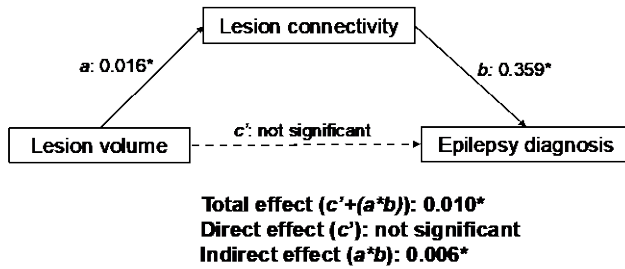 Lesion connectivity
a: 0.016*
b: 0.359*
c': not significant
Lesion volume
Epilepsy diagnosis
Total effect (c'+(a*b)): 0.010*
Direct effect (c'): not significant
Indirect effect (a*b): 0.006*